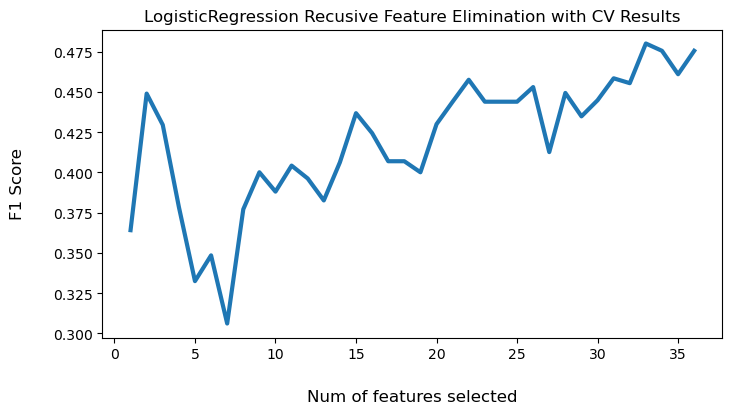 LogisticRegression Recusive Feature Elimination with CV Results
0.475
0.450
0.425
0.400
0.375
0.350
0.325
0.300
F1 Score
0 5 10 15 20 25 30 35
Num of features selected